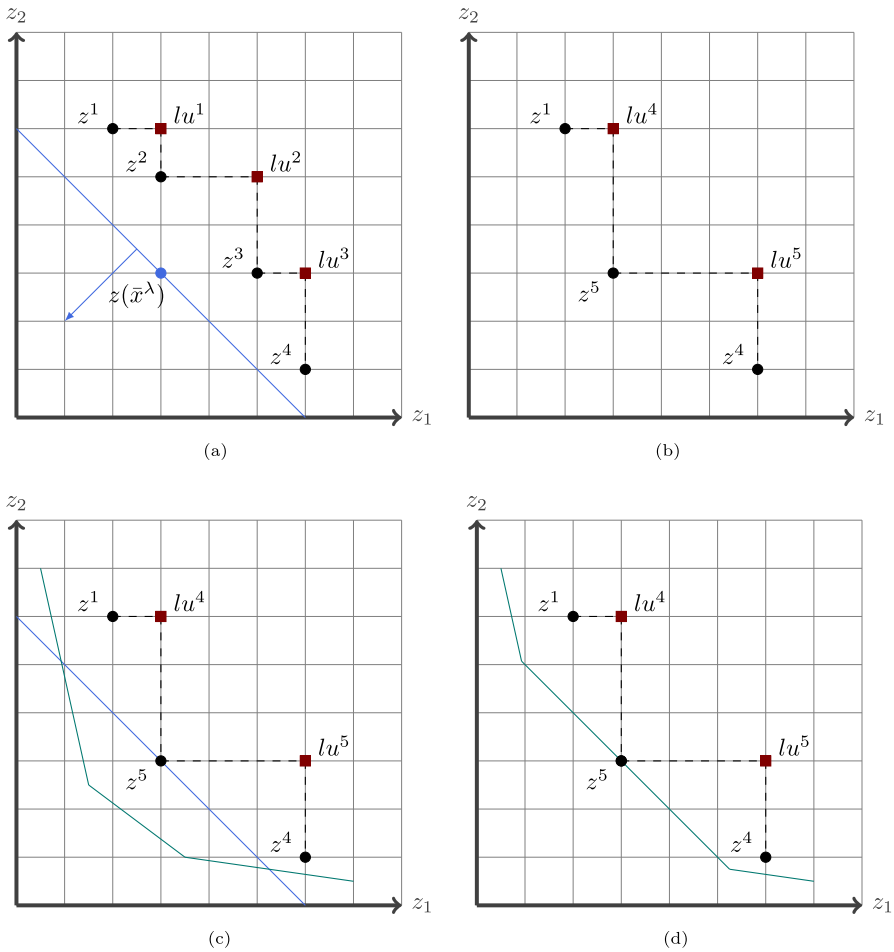 z₂ z₂
z¹ lu¹ z¹ lu⁴
z² lu²
z³ lu³ z⁵ lu⁵
z(x̄^λ)
z⁴ z⁴
z₁ z₁
(a) (b)
z₂ z₂
z¹ lu⁴ z¹ lu⁴
z⁵ lu⁵ z⁵ lu⁵
z⁴ z⁴
z₁ z₁
(c) (d)